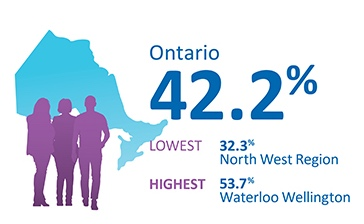 Ontario
42.2%
LOWEST 32.3%
North West Region
HIGHEST 53.7%
Waterloo Wellington